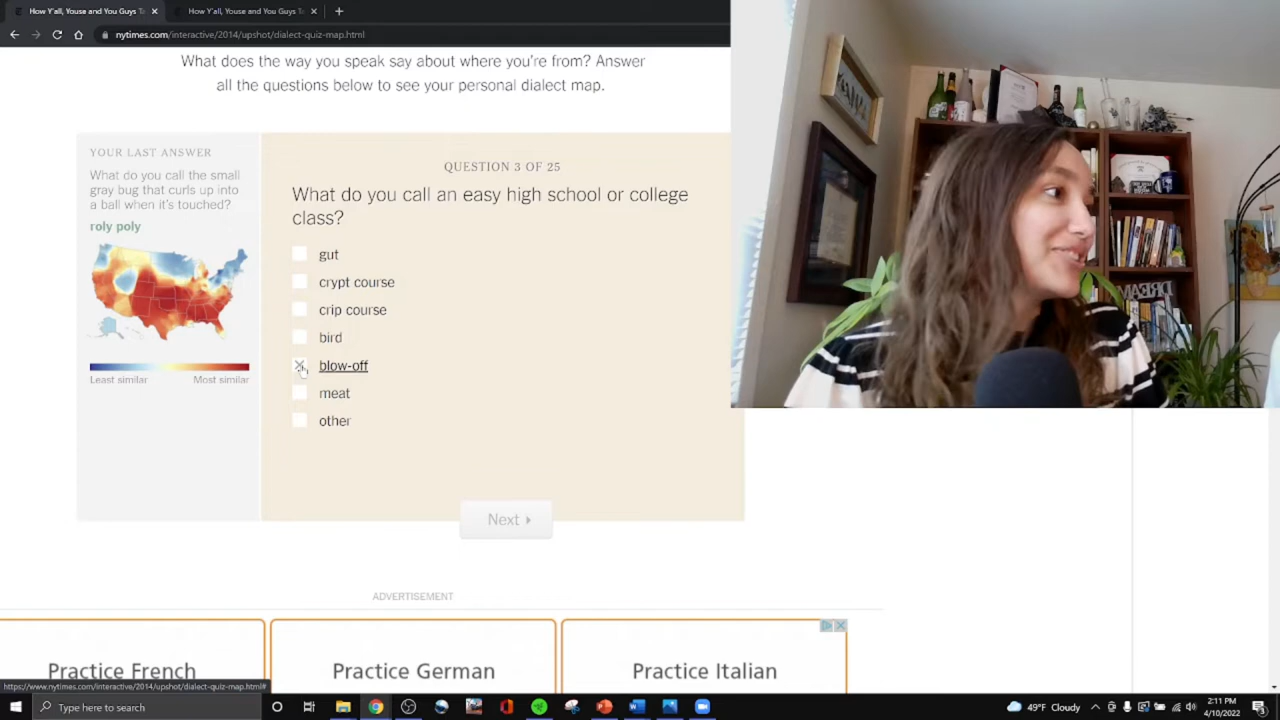 How Y'all, Youse and You Guys T
How Y'all, Youse and You Guys T
nytimes.com/interactive/2014/upshot/dialect-quiz-map.html
What does the way you speak say about where you're from? Answer
all the questions below to see your personal dialect map.
YOUR LAST ANSWER
What do you call the small
gray bug that curls up into
a ball when it's touched?
roly poly
Least similar Most similar
QUESTION 3 OF 25
What do you call an easy high school or college
class?
gut
crypt course
crip course
bird
blow-off
meat
other
Next
DREAM
ADVERTISEMENT
Practice French
Practice German
Practice Italian
https://www.nytimes.com/interactive/2014/upshot/dialect-quiz-map.html#
Type here to search
49°F Cloudy
2:11 PM
4/10/2022